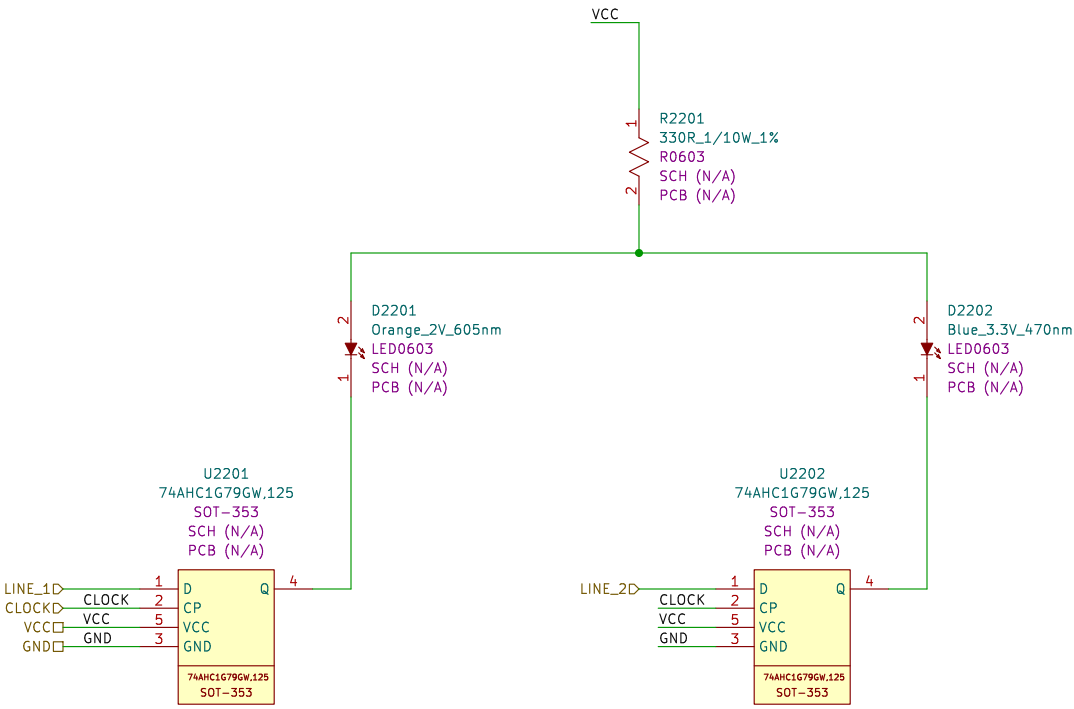 VCC
1
R2201
330R_1/10W_1%
R0603
SCH (N/A)
2
PCB (N/A)
2
D2201
Orange_2V_605nm
LED0603
SCH (N/A)
1
PCB (N/A)
2
D2202
Blue_3.3V_470nm
LED0603
SCH (N/A)
1
PCB (N/A)
U2201
74AHC1G79GW,125
SOT-353
SCH (N/A)
PCB (N/A)
LINE_1 1 D Q 4
CLOCK CLOCK 2 CP
VCC VCC 5 VCC
GND GND 3 GND
74AHC1G79GW,125
SOT-353
U2202
74AHC1G79GW,125
SOT-353
SCH (N/A)
PCB (N/A)
LINE_2 1 D Q 4
CLOCK 2 CP
VCC 5 VCC
GND 3 GND
74AHC1G79GW,125
SOT-353